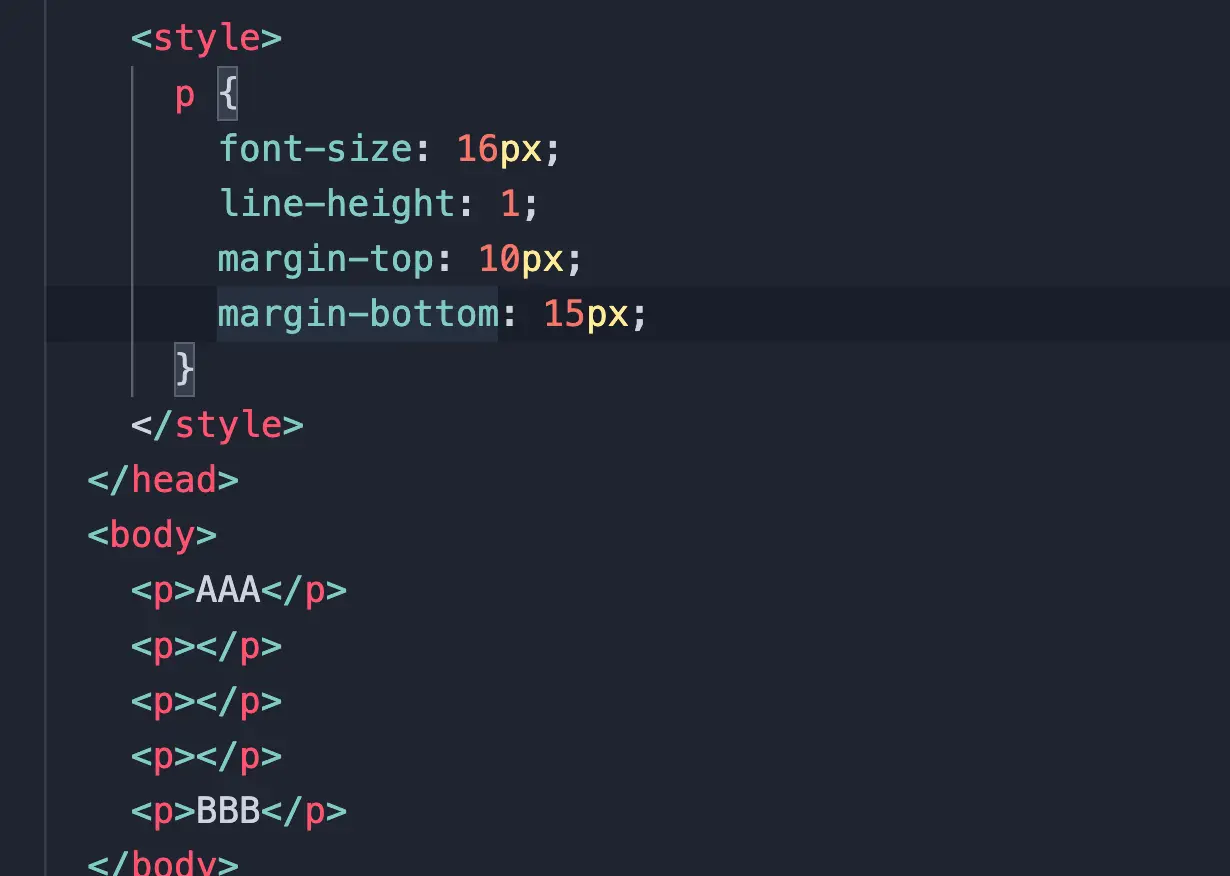 <style>
p {
font-size: 16px;
line-height: 1;
margin-top: 10px;
margin-bottom: 15px;
}
</style>
</head>
<body>
<p>AAA</p>
<p></p>
<p></p>
<p></p>
<p>BBB</p>
</body>